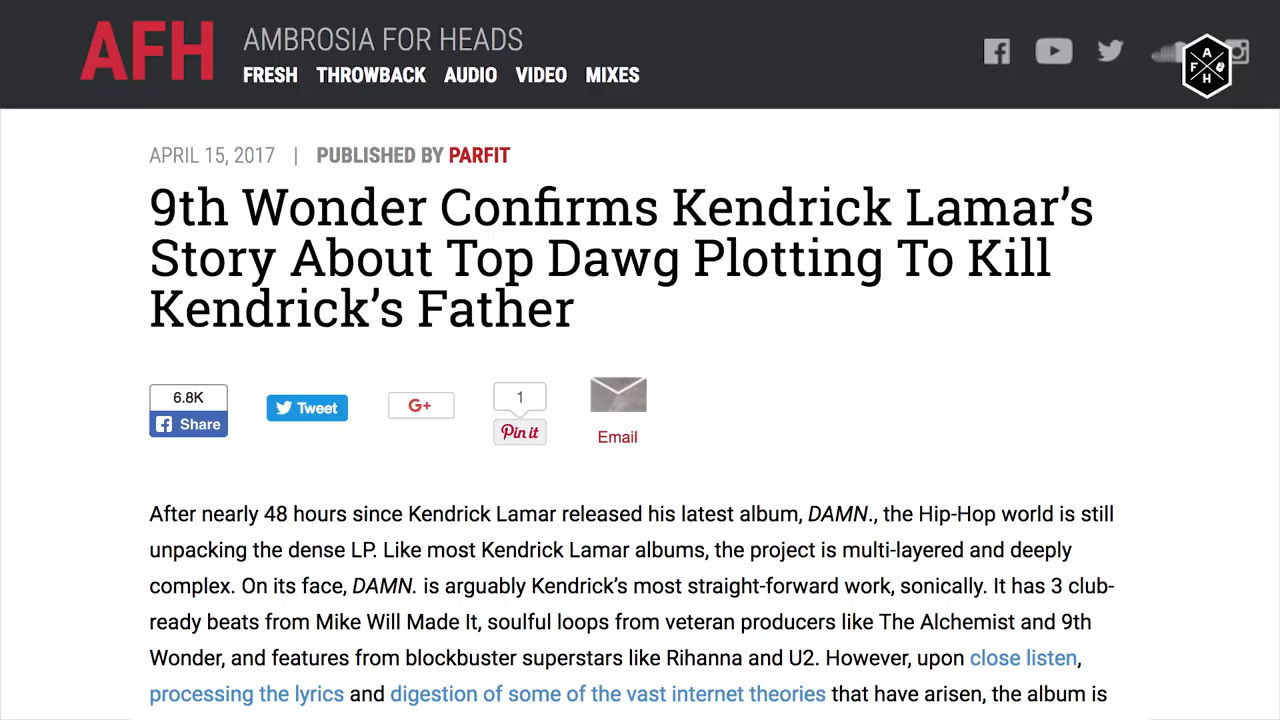 AFH
AMBROSIA FOR HEADS
FRESH THROWBACK AUDIO VIDEO MIXES
A
F
H
APRIL 15, 2017 | PUBLISHED BY PARFIT
9th Wonder Confirms Kendrick Lamar’s
Story About Top Dawg Plotting To Kill
Kendrick’s Father
6.8K
Share
Tweet
G+
1
Pin it
Email
After nearly 48 hours since Kendrick Lamar released his latest album, DAMN., the Hip-Hop world is still
unpacking the dense LP. Like most Kendrick Lamar albums, the project is multi-layered and deeply
complex. On its face, DAMN. is arguably Kendrick’s most straight-forward work, sonically. It has 3 club-
ready beats from Mike Will Made It, soulful loops from veteran producers like The Alchemist and 9th
Wonder, and features from blockbuster superstars like Rihanna and U2. However, upon close listen,
processing the lyrics and digestion of some of the vast internet theories that have arisen, the album is